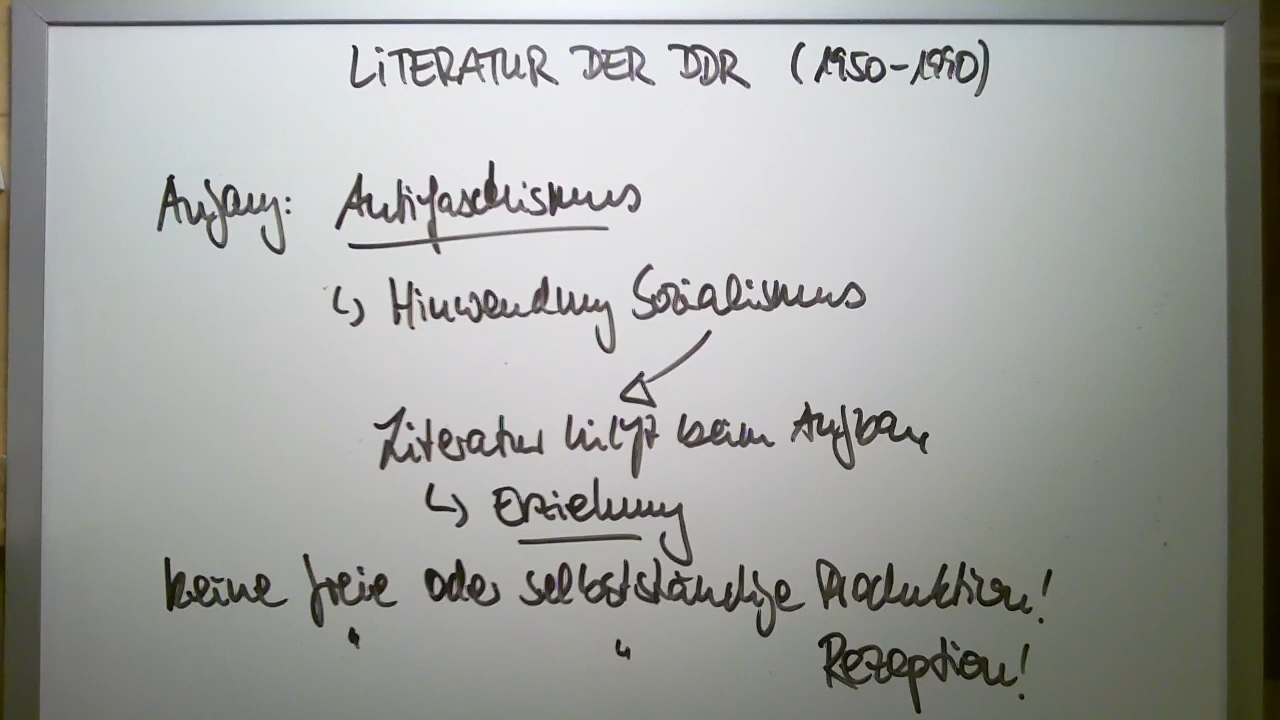 LITERATUR DER DDR (1950-1990)
Anfang: Antifaschismus
↳ Hinwendung Sozialismus
Literatur hilft beim Aufbau
↳ Erziehung
keine freie oder selbstständige Produktion!
" " Rezeption!